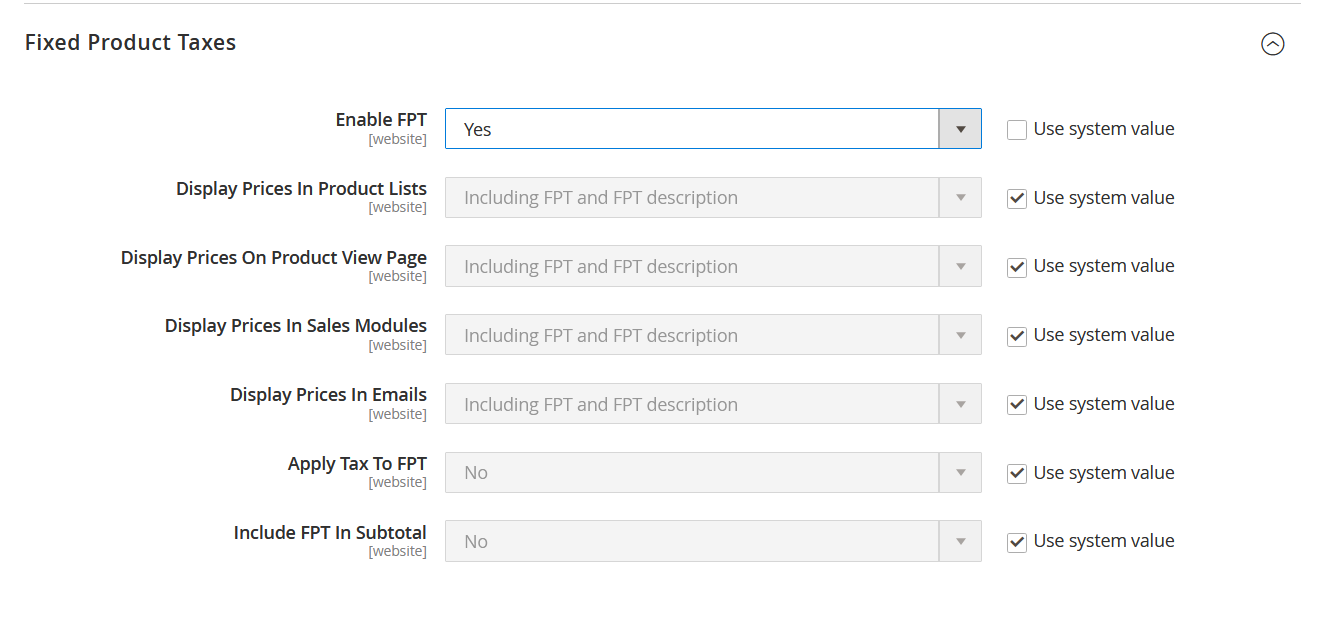 Fixed Product Taxes
Enable FPT
[website]
Yes
Use system value
Display Prices In Product Lists
[website]
Including FPT and FPT description
Use system value
Display Prices On Product View Page
[website]
Including FPT and FPT description
Use system value
Display Prices In Sales Modules
[website]
Including FPT and FPT description
Use system value
Display Prices In Emails
[website]
Including FPT and FPT description
Use system value
Apply Tax To FPT
[website]
No
Use system value
Include FPT In Subtotal
[website]
No
Use system value